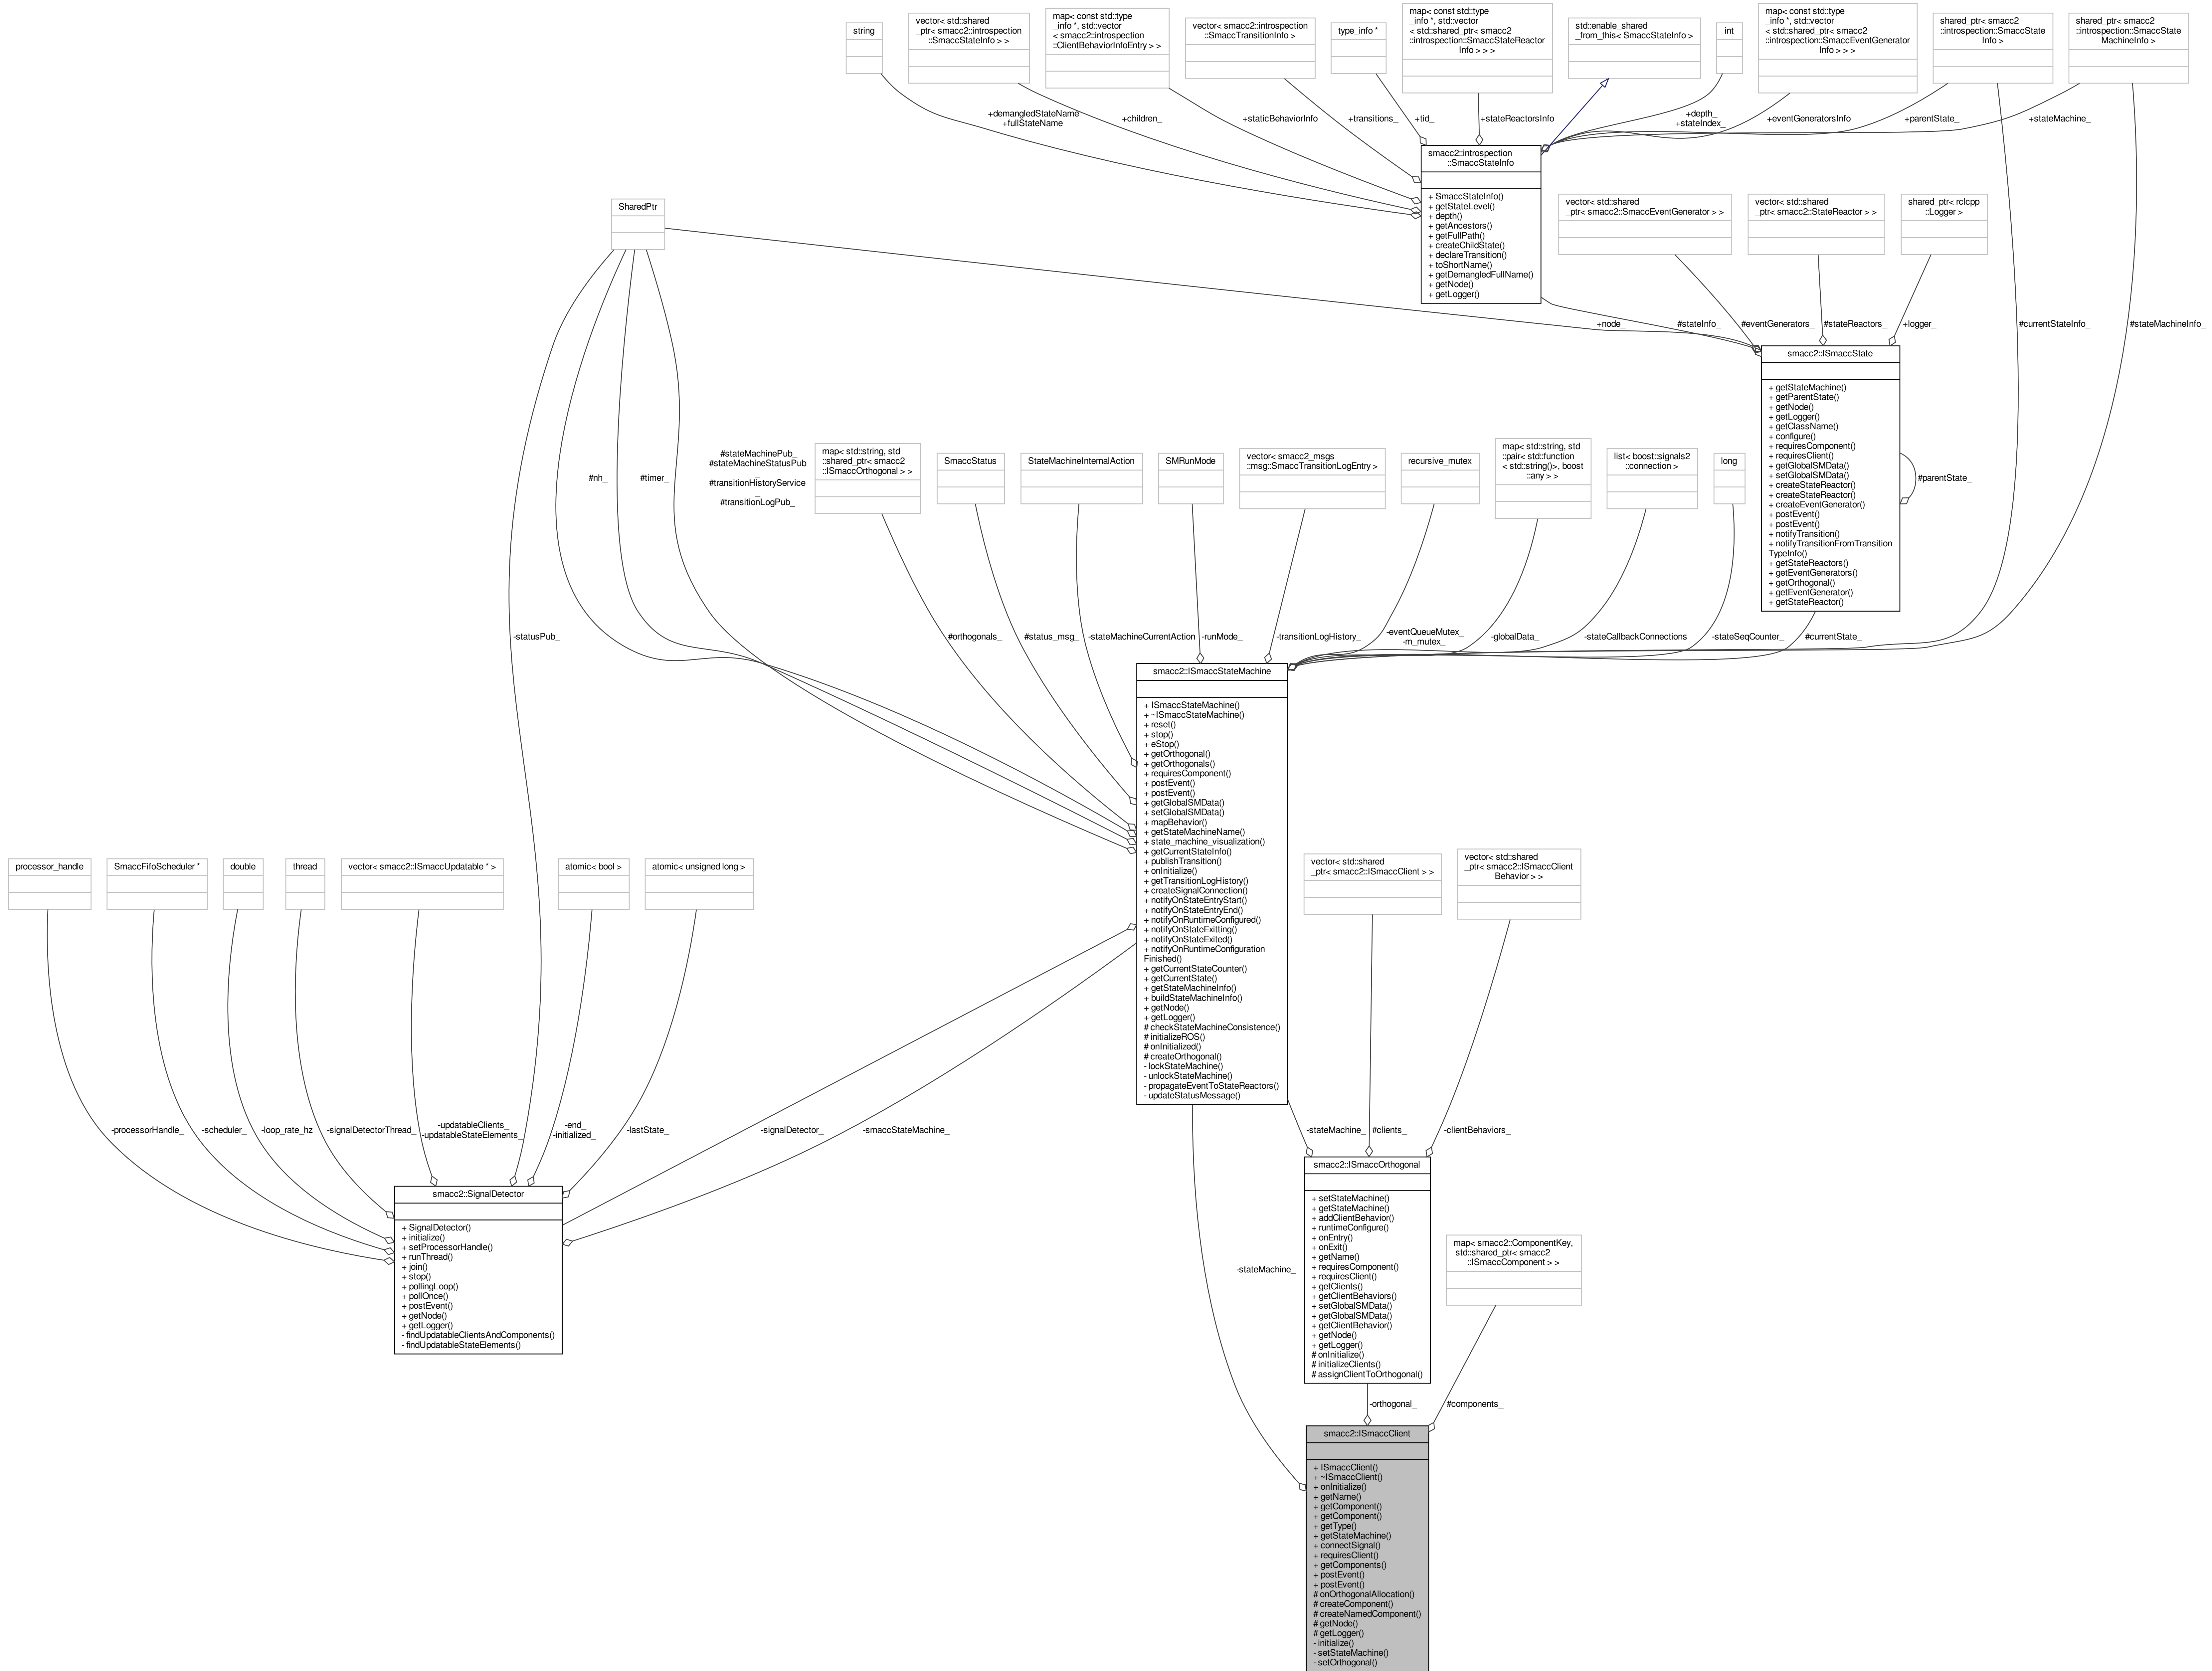 string
vector< std::shared
_ptr< smacc2::introspection
::SmaccStateInfo > >
map< const std::type
_info *, std::vector
< smacc2::introspection
::ClientBehaviorInfoEntry > >
vector< smacc2::introspection
::SmaccTransitionInfo >
type_info *
map< const std::type
_info *, std::vector
< std::shared_ptr< smacc2
::introspection::SmaccStateReactor
Info > > >
std::enable_shared
_from_this< SmaccStateInfo >
int
map< const std::type
_info *, std::vector
< std::shared_ptr< smacc2
::introspection::SmaccEventGenerator
Info > > >
shared_ptr< smacc2
::introspection::SmaccState
Info >
shared_ptr< smacc2
::introspection::SmaccState
MachineInfo >
+demangledStateName
+fullStateName
+children_
+staticBehaviorInfo
+transitions_
+tid_
+stateReactorsInfo
+depth_
+stateIndex_
+eventGeneratorsInfo
+parentState_
+stateMachine_
smacc2::introspection
::SmaccStateInfo
+ SmaccStateInfo()
+ getStateLevel()
+ depth()
+ getAncestors()
+ getFullPath()
+ createChildState()
+ declareTransition()
+ toShortName()
+ getDemangledFullName()
+ getNode()
+ getLogger()
SharedPtr
vector< std::shared
_ptr< smacc2::SmaccEventGenerator > >
vector< std::shared
_ptr< smacc2::StateReactor > >
shared_ptr< rclcpp
::Logger >
+node_
#stateInfo_
#eventGenerators_
#stateReactors_
+logger_
#currentStateInfo_
#stateMachineInfo_
smacc2::ISmaccState
+ getStateMachine()
+ getParentState()
+ getNode()
+ getLogger()
+ getClassName()
+ configure()
+ requiresComponent()
+ requiresClient()
+ getGlobalSMData()
+ setGlobalSMData()
+ createStateReactor()
+ createStateReactor()
+ createEventGenerator()
+ postEvent()
+ postEvent()
+ notifyTransition()
+ notifyTransitionFromTransition
TypeInfo()
+ getStateReactors()
+ getEventGenerators()
+ getOrthogonal()
+ getEventGenerator()
+ getStateReactor()
#parentState_
#nh_
#timer_
#stateMachinePub_
#stateMachineStatusPub
_
#transitionHistoryService
_
#transitionLogPub_
map< std::string, std
::shared_ptr< smacc2
::ISmaccOrthogonal > >
SmaccStatus
StateMachineInternalAction
SMRunMode
vector< smacc2_msgs
::msg::SmaccTransitionLogEntry >
recursive_mutex
map< std::string, std
::pair< std::function
< std::string()>, boost
::any > >
list< boost::signals2
::connection >
long
-statusPub_
#orthogonals_
#status_msg_
-stateMachineCurrentAction
-runMode_
-transitionLogHistory_
-eventQueueMutex_
-m_mutex_
-globalData_
-stateCallbackConnections
-stateSeqCounter_
#currentState_
smacc2::ISmaccStateMachine
+ ISmaccStateMachine()
+ ~ISmaccStateMachine()
+ reset()
+ stop()
+ eStop()
+ getOrthogonal()
+ getOrthogonals()
+ requiresComponent()
+ postEvent()
+ postEvent()
+ getGlobalSMData()
+ setGlobalSMData()
+ mapBehavior()
+ getStateMachineName()
+ state_machine_visualization()
+ getCurrentStateInfo()
+ publishTransition()
+ onInitialize()
+ getTransitionLogHistory()
+ createSignalConnection()
+ notifyOnStateEntryStart()
+ notifyOnStateEntryEnd()
+ notifyOnRuntimeConfigured()
+ notifyOnStateExitting()
+ notifyOnStateExited()
+ notifyOnRuntimeConfiguration
Finished()
+ getCurrentStateCounter()
+ getCurrentState()
+ getStateMachineInfo()
+ buildStateMachineInfo()
+ getNode()
+ getLogger()
# checkStateMachineConsistence()
# initializeROS()
# onInitialized()
# createOrthogonal()
- lockStateMachine()
- unlockStateMachine()
- propagateEventToStateReactors()
- updateStatusMessage()
processor_handle
SmaccFifoScheduler *
double
thread
vector< smacc2::ISmaccUpdatable * >
atomic< bool >
atomic< unsigned long >
vector< std::shared
_ptr< smacc2::ISmaccClient > >
vector< std::shared
_ptr< smacc2::ISmaccClient
Behavior > >
-processorHandle_
-scheduler_
-loop_rate_hz
-signalDetectorThread_
-updatableClients_
-updatableStateElements_
-end_
-initialized_
-lastState_
-signalDetector_
-smaccStateMachine_
-stateMachine_
#clients_
-clientBehaviors_
smacc2::SignalDetector
+ SignalDetector()
+ initialize()
+ setProcessorHandle()
+ runThread()
+ join()
+ stop()
+ pollingLoop()
+ pollOnce()
+ postEvent()
+ getNode()
+ getLogger()
- findUpdatableClientsAndComponents()
- findUpdatableStateElements()
smacc2::ISmaccOrthogonal
+ setStateMachine()
+ getStateMachine()
+ addClientBehavior()
+ runtimeConfigure()
+ onEntry()
+ onExit()
+ getName()
+ requiresComponent()
+ requiresClient()
+ getClients()
+ getClientBehaviors()
+ setGlobalSMData()
+ getGlobalSMData()
+ getClientBehavior()
+ getNode()
+ getLogger()
# onInitialize()
# initializeClients()
# assignClientToOrthogonal()
map< smacc2::ComponentKey,
std::shared_ptr< smacc2
::ISmaccComponent > >
-stateMachine_
-orthogonal_
#components_
smacc2::ISmaccClient
+ ISmaccClient()
+ ~ISmaccClient()
+ onInitialize()
+ getName()
+ getComponent()
+ getComponent()
+ getType()
+ getStateMachine()
+ connectSignal()
+ requiresClient()
+ getComponents()
+ postEvent()
+ postEvent()
# onOrthogonalAllocation()
# createComponent()
# createNamedComponent()
# getNode()
# getLogger()
- initialize()
- setStateMachine()
- setOrthogonal()